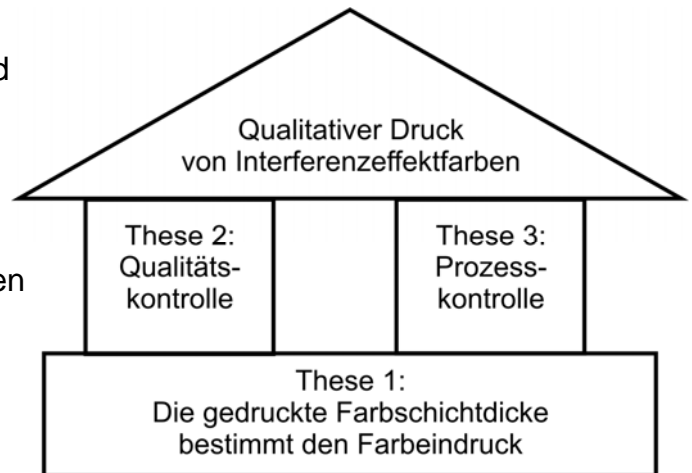 Qualitativer Druck
von Interferenzeffektfarben
These 2:
Qualitäts-
kontrolle
These 3:
Prozess-
kontrolle
These 1:
Die gedruckte Farbschichtdicke
bestimmt den Farbeindruck